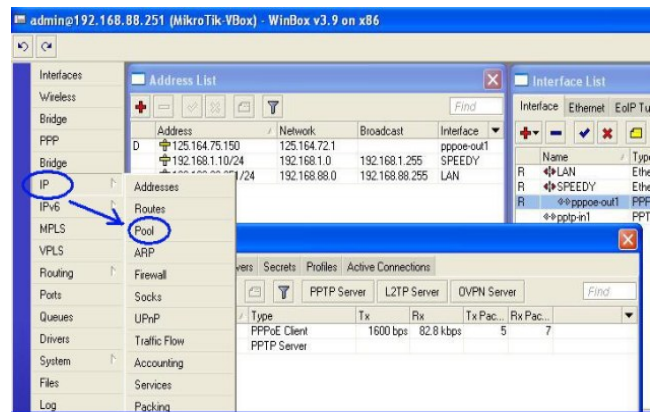 admin@192.168.88.251 (MikroTik-VBox) - WinBox v3.9 on x86
Interfaces
Wireless
Bridge
PPP
Bridge
IP
IPv6
MPLS
VPLS
Routing
Ports
Queues
Drivers
System
Files
Log
Addresses
Routes
Pool
ARP
Firewall
Socks
UPnP
Traffic Flow
Accounting
Services
Packing
Address List
Find
Address Network Broadcast Interface
D 125.164.75.150 125.164.72.1 pppoe-out1
192.168.1.10/24 192.168.1.0 192.168.1.255 SPEEDY
/24 192.168.88.0 192.168.88.255 LAN
Interface List
Interface Ethernet EoIP Tu
Name Type
R LAN Ethe
R SPEEDY Ethe
R pppoe-out1 PPP
pptp-in1 PPT
vers Secrets Profiles Active Connections
PPTP Server L2TP Server OVPN Server Find
Type Tx Rx Tx Pac... Rx Pac...
PPPoE Client 1600 bps 82.8 kbps 5 7
PPTP Server